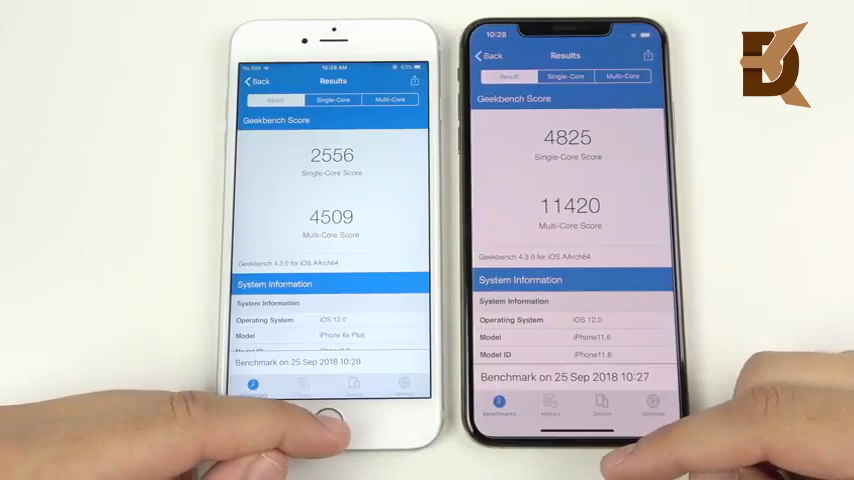 No SIM 10:28 AM 63%
Back Results
Result Single-Core Multi-Core
Geekbench Score
2556
Single-Core Score
4509
Multi-Core Score
Geekbench 4.3.0 for iOS AArch64
System Information
System Information
Operating System iOS 12.0
Model iPhone 6s Plus
Model ID
Benchmark on 25 Sep 2018 10:28
10:28
Back Results
Result Single-Core Multi-Core
Geekbench Score
4825
Single-Core Score
11420
Multi-Core Score
Geekbench 4.3.0 for iOS AArch64
System Information
System Information
Operating System iOS 12.0
Model iPhone11,6
Model ID iPhone11,6
Benchmark on 25 Sep 2018 10:27
Benchmarks History Device Settings
DK